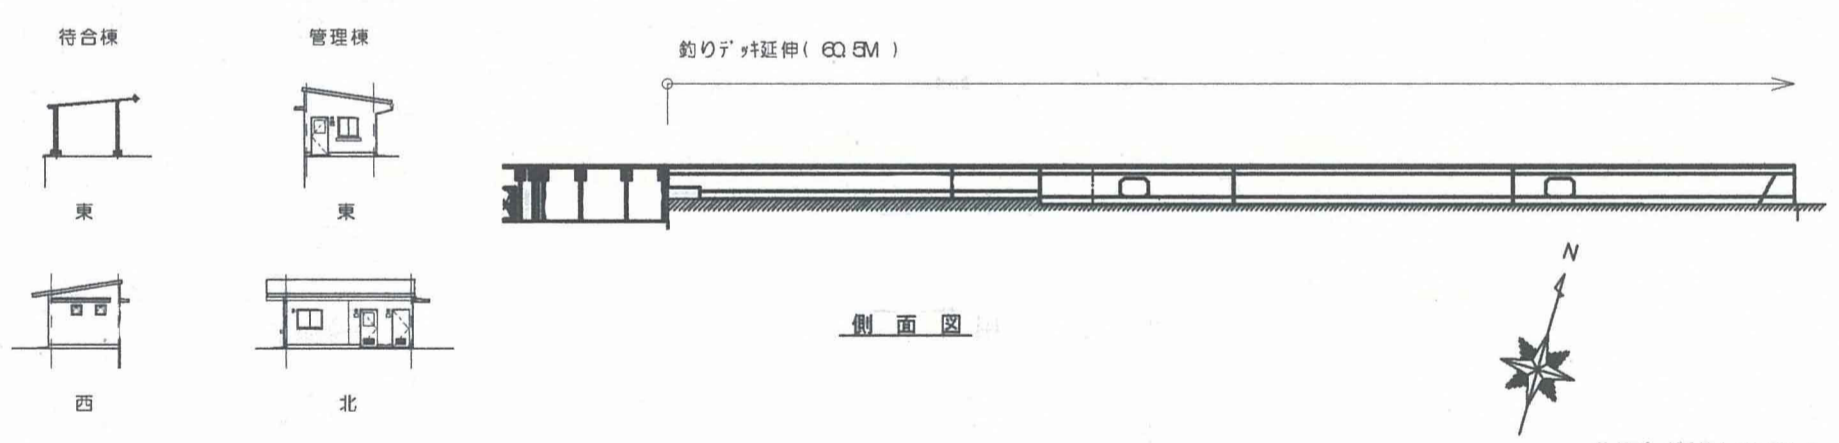 待合棟
管理棟
釣りデッキ延伸( 60.5M )
東
東
側 面 図
N
西
北